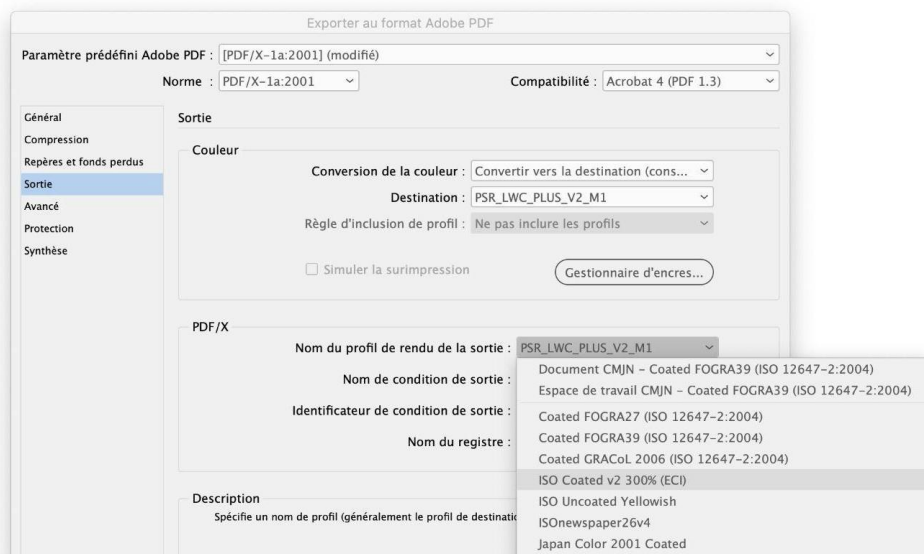 Exporter au format Adobe PDF
Paramètre prédéfini Adobe PDF : [PDF/X-1a:2001] (modifié)
Norme : PDF/X-1a:2001 Compatibilité : Acrobat 4 (PDF 1.3)
Général
Compression
Repères et fonds perdus
Sortie
Avancé
Protection
Synthèse
Sortie
Couleur
Conversion de la couleur : Convertir vers la destination (cons...
Destination : PSR_LWC_PLUS_V2_M1
Règle d'inclusion de profil : Ne pas inclure les profils
Simuler la surimpression Gestionnaire d'encres...
PDF/X
Nom du profil de rendu de la sortie : PSR_LWC_PLUS_V2_M1
Nom de condition de sortie :
Identificateur de condition de sortie :
Nom du registre :
Document CMJN – Coated FOGRA39 (ISO 12647-2:2004)
Espace de travail CMJN – Coated FOGRA39 (ISO 12647-2:2004)
Coated FOGRA27 (ISO 12647-2:2004)
Coated FOGRA39 (ISO 12647-2:2004)
Coated GRACoL 2006 (ISO 12647-2:2004)
ISO Coated v2 300% (ECI)
ISO Uncoated Yellowish
ISOnewspaper26v4
Japan Color 2001 Coated
Description
Spécifie un nom de profil (généralement le profil de